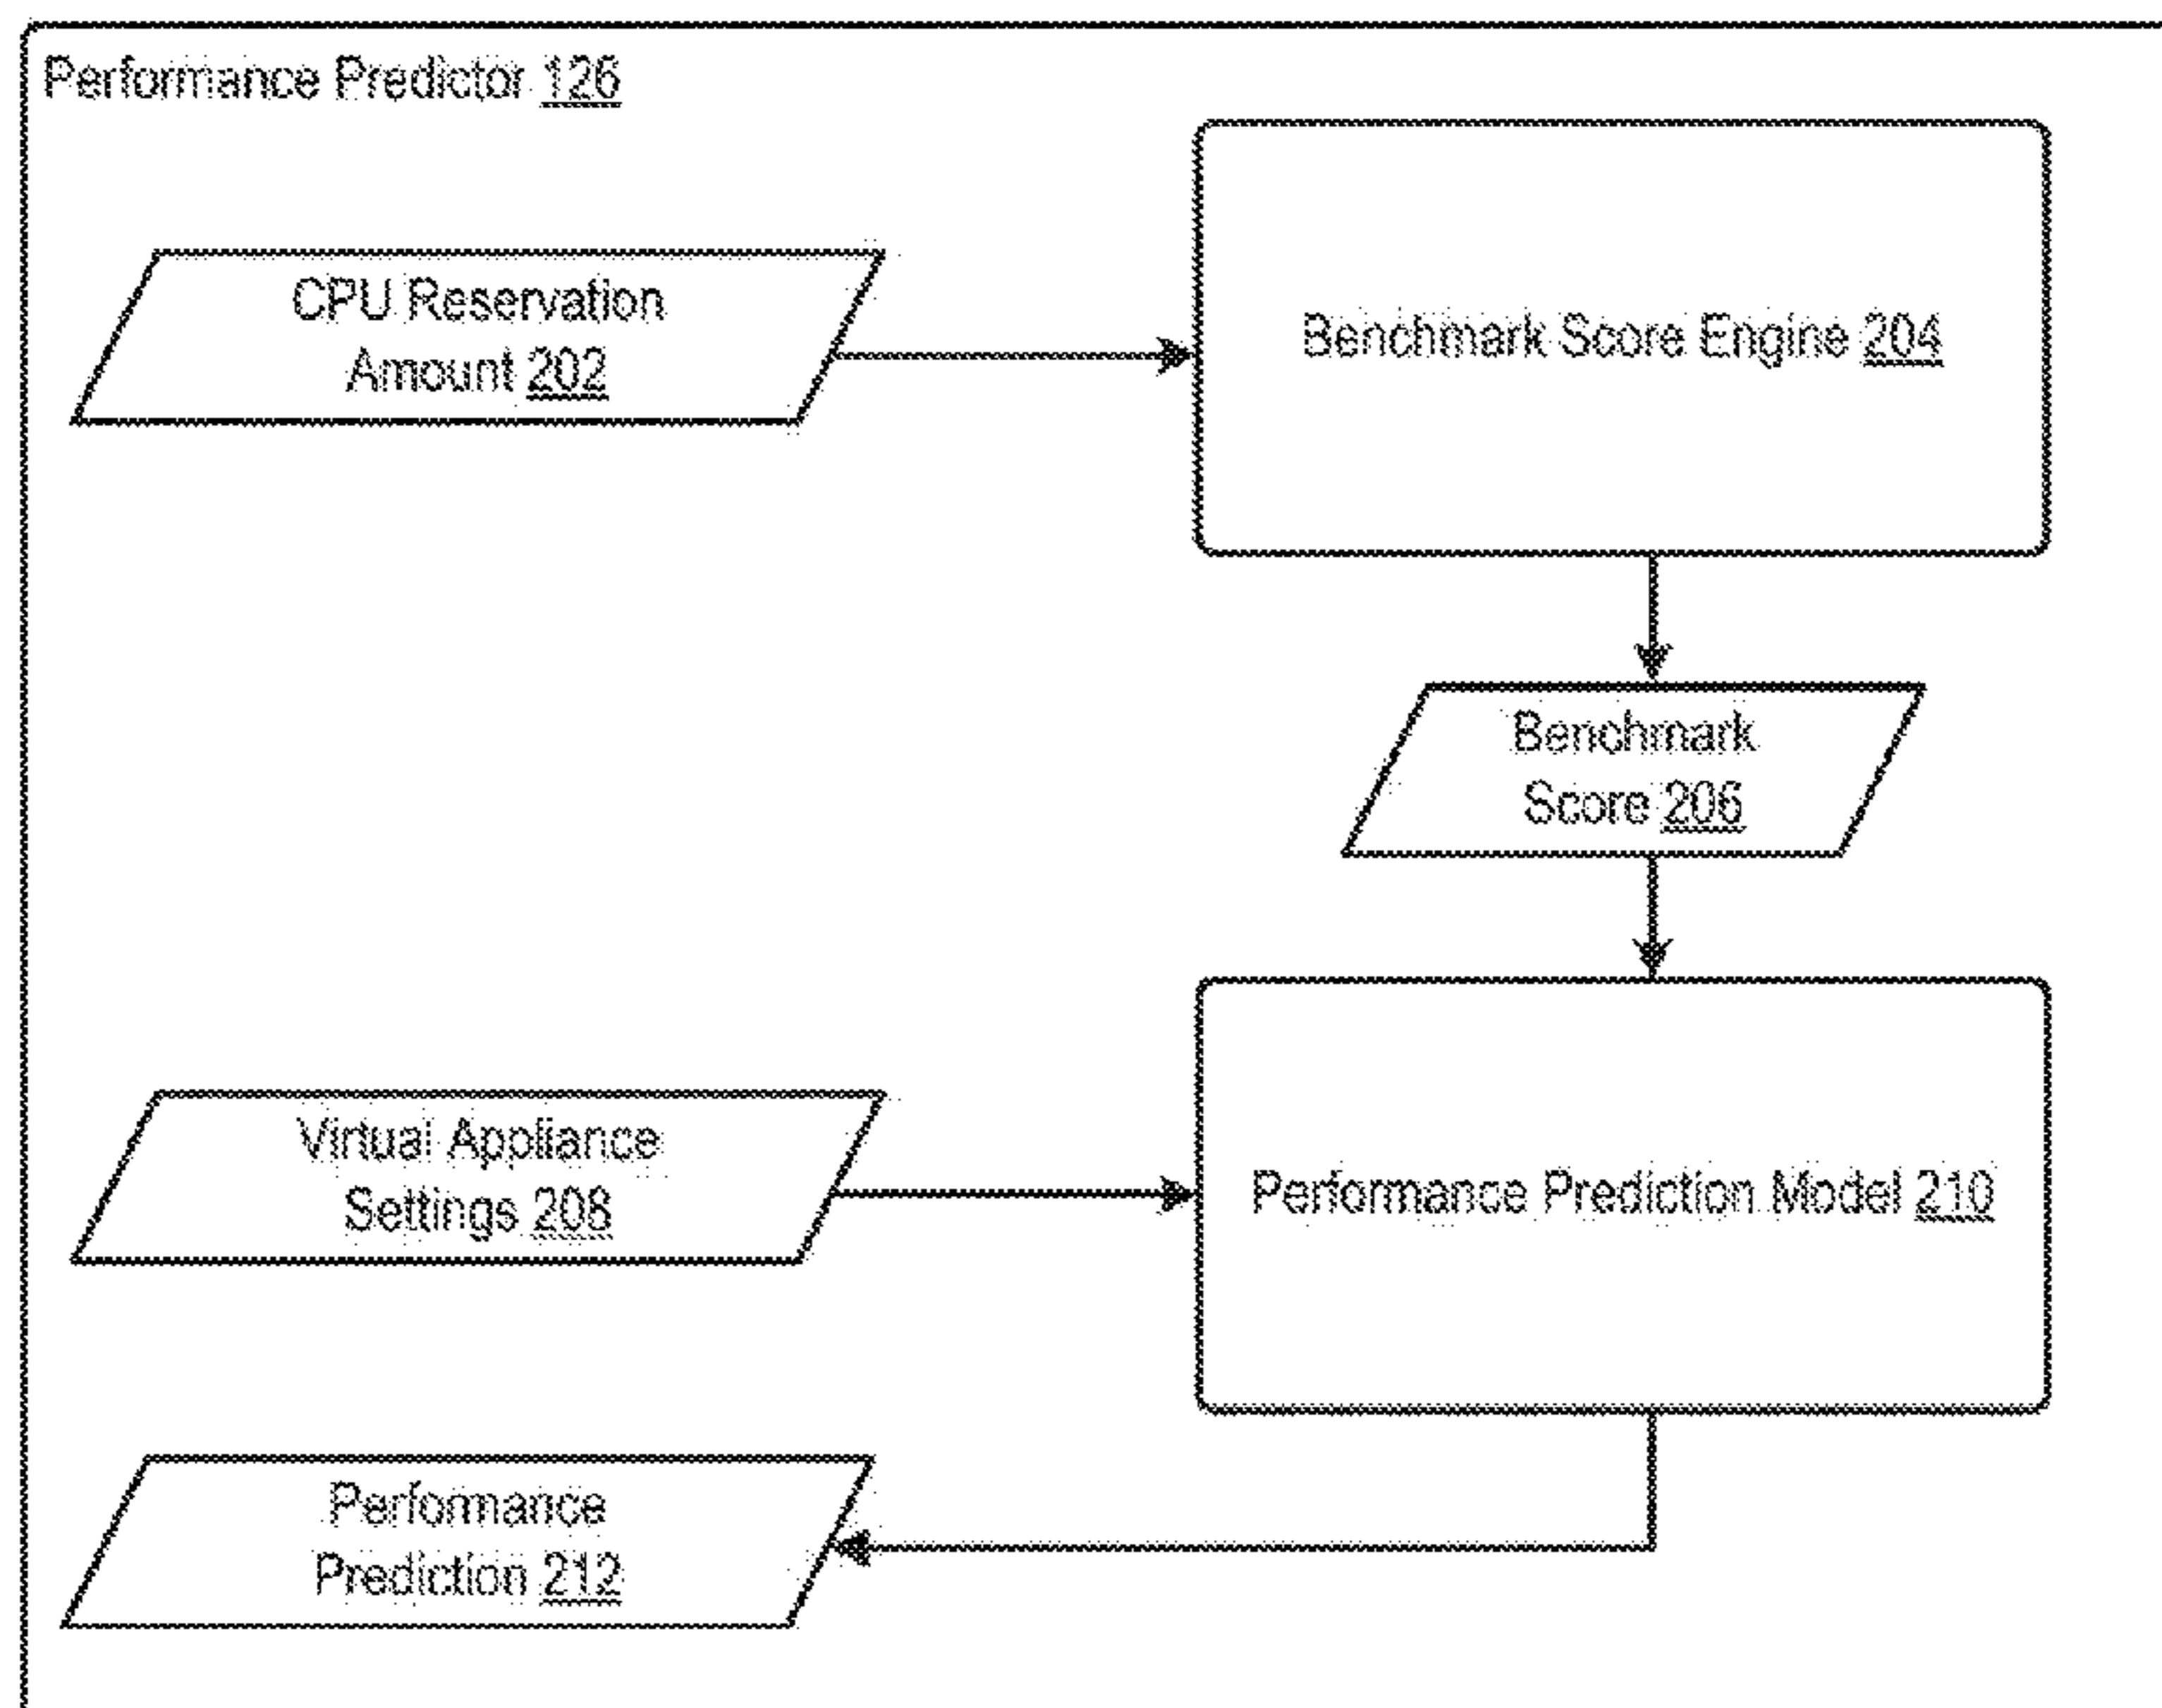 Performance Predictor 126
CPU Reservation
Amount 202
Benchmark Score Engine 204
Benchmark
Score 206
Virtual Appliance
Settings 208
Performance Prediction Model 210
Performance
Prediction 212